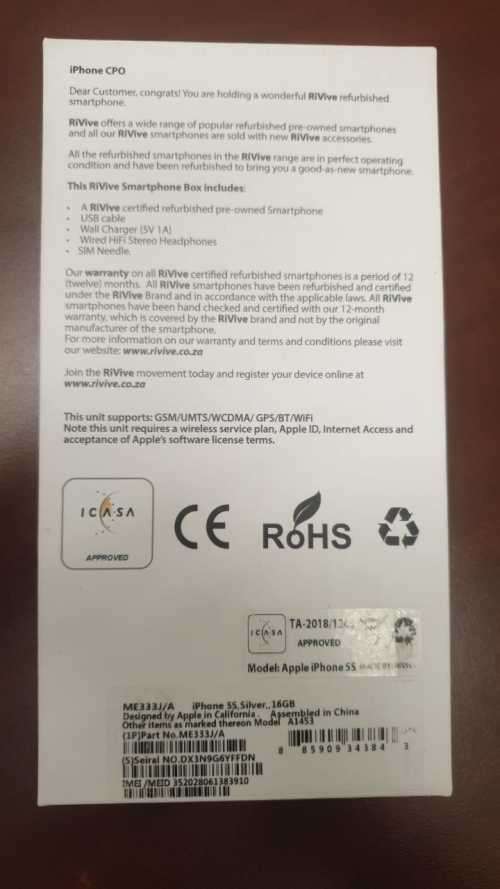 iPhone CPO
Dear Customer, congrats! You are holding a wonderful RiVive refurbished
smartphone.
RiVive offers a wide range of popular refurbished pre-owned smartphones
and all our RiVive smartphones are sold with new RiVive accessories.
All the refurbished smartphones in the RiVive range are in perfect operating
condition and have been refurbished to bring you a good-as-new smartphone.
This RiVive Smartphone Box includes:
• A RiVive certified refurbished pre-owned Smartphone
• USB cable
• Wall Charger (5V 1A)
• Wired HiFi Stereo Headphones
• SIM Needle.
Our warranty on all RiVive certified refurbished smartphones is a period of 12
(twelve) months. All RiVive smartphones have been refurbished and certified
under the RiVive Brand and in accordance with the applicable laws. All RiVive
smartphones have been hand checked and certified with our 12-month
warranty, which is covered by the RiVive brand and not by the original
manufacturer of the smartphone.
For more information on our warranty and terms and conditions please visit
our website: www.rivive.co.za
Join the RiVive movement today and register your device online at
www.rivive.co.za
This unit supports: GSM/UMTS/WCDMA/ GPS/BT/WiFi
Note this unit requires a wireless service plan, Apple ID, Internet Access and
acceptance of Apple's software license terms.
ICASA
APPROVED
CE
RoHS
ICASA
TA-2018/
APPROVED
Model: Apple iPhone 5S
ME333J/A iPhone 5S,Silver,,16GB
Designed by Apple in California. Assembled in China
Other items as marked thereon Model A1453
(1P)Part No.ME333J/A
(S)Seiral NO.DX3N9G6YFFDN
IMEI /MEID 352028061383910
8 85909 34384 3